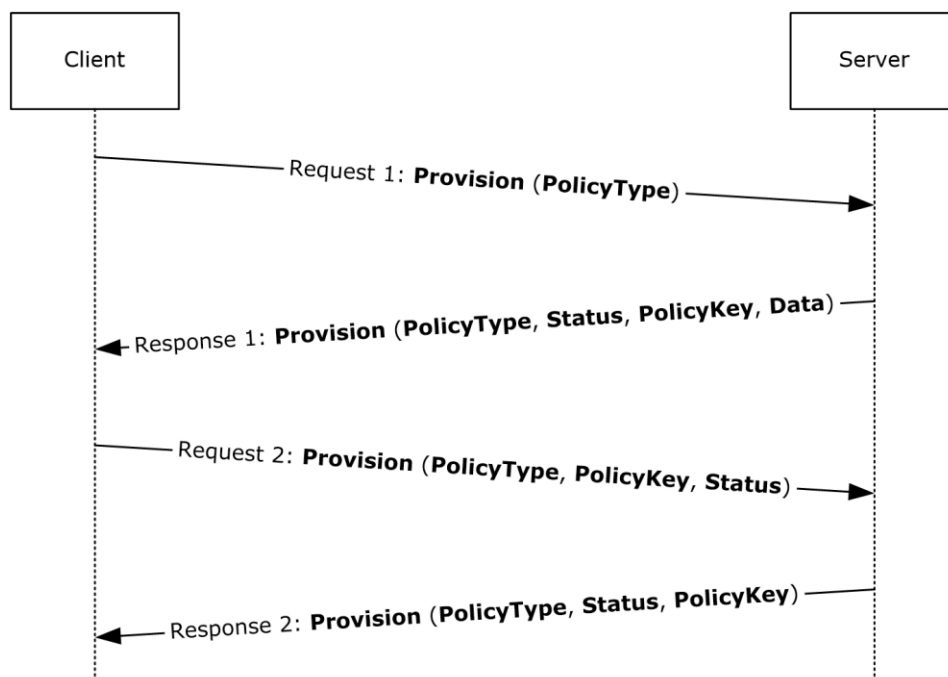 Client
Server
Request 1: Provision (PolicyType)
Response 1: Provision (PolicyType, Status, PolicyKey, Data)
Request 2: Provision (PolicyType, PolicyKey, Status)
Response 2: Provision (PolicyType, Status, PolicyKey)